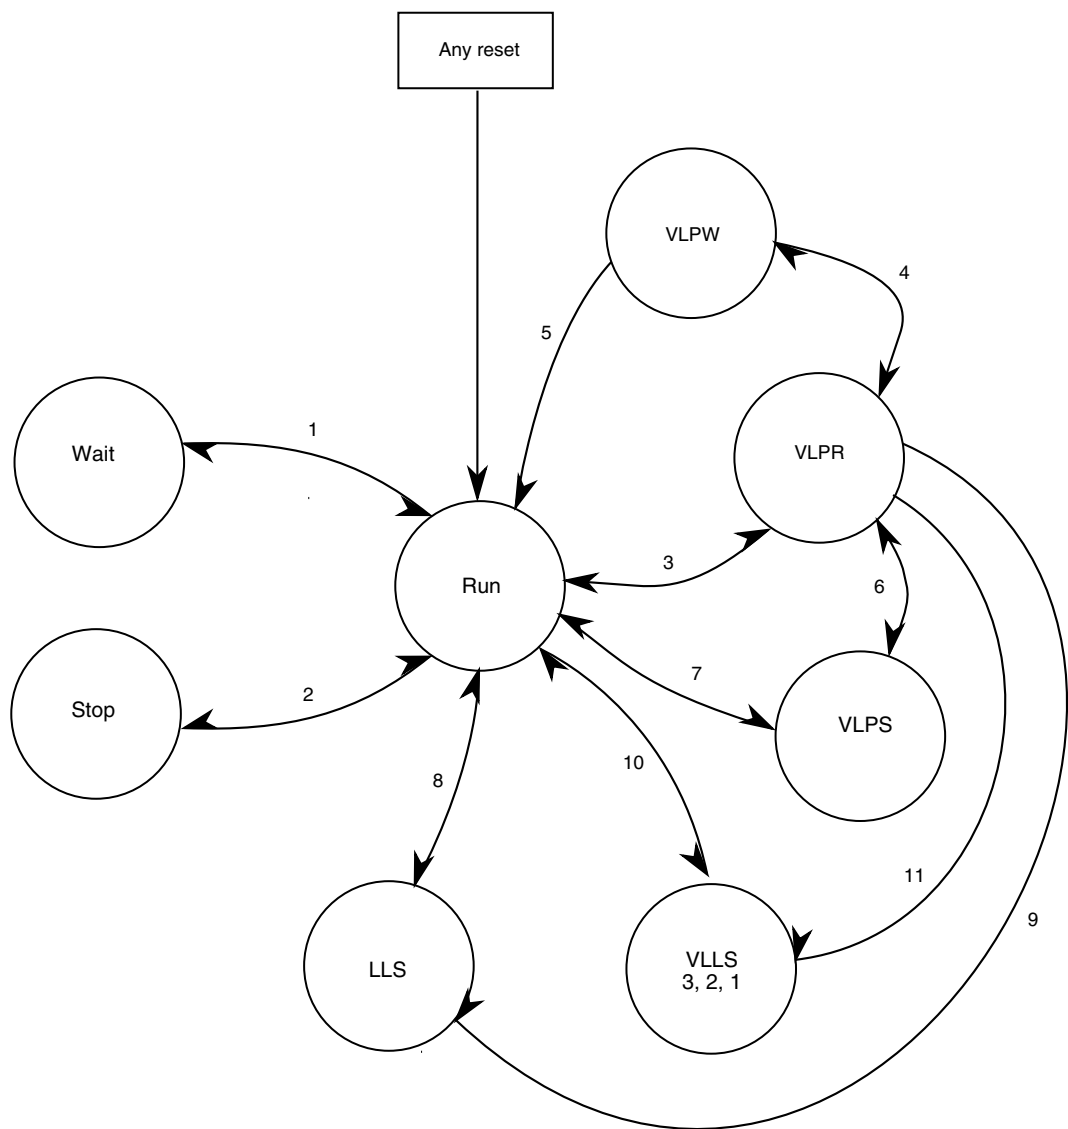 Any reset
VLPW
4
5
VLPR
Wait
1
Run
3
6
Stop
2
7
VLPS
8
10
11
9
LLS
VLLS
3, 2, 1